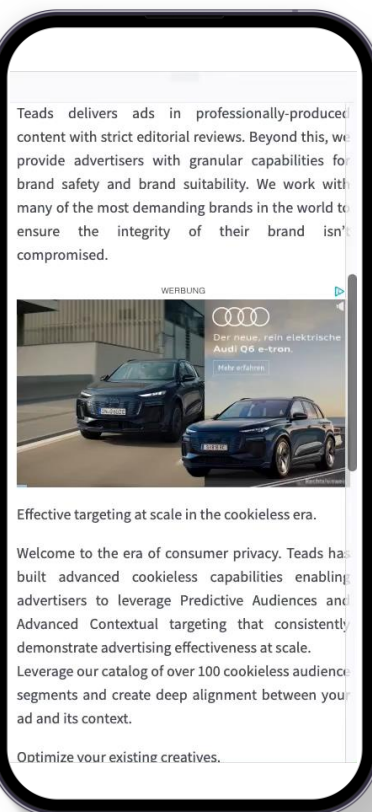 Teads delivers ads in professionally-produced
content with strict editorial reviews. Beyond this, we
provide advertisers with granular capabilities for
brand safety and brand suitability. We work with
many of the most demanding brands in the world to
ensure the integrity of their brand isn't
compromised.
WERBUNG
Der neue, rein elektrische
Audi Q6 e-tron.
Mehr erfahren
Effective targeting at scale in the cookieless era.
Welcome to the era of consumer privacy. Teads has
built advanced cookieless capabilities enabling
advertisers to leverage Predictive Audiences and
Advanced Contextual targeting that consistently
demonstrate advertising effectiveness at scale.
Leverage our catalog of over 100 cookieless audience
segments and create deep alignment between your
ad and its context.
Optimize your existing creatives.